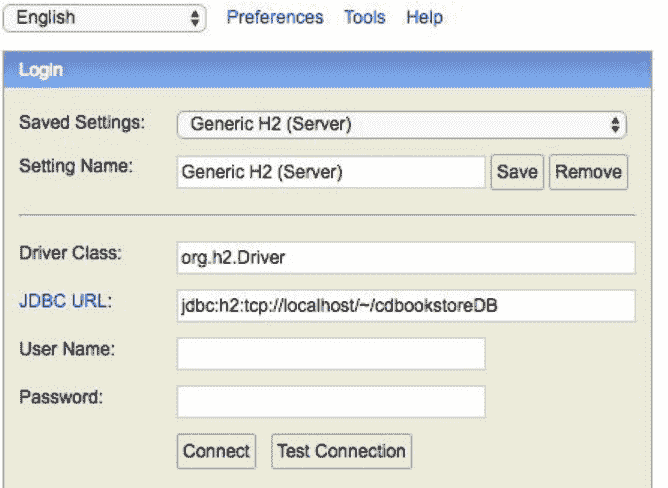 English Preferences Tools Help
Login
Saved Settings: Generic H2 (Server)
Setting Name: Generic H2 (Server) Save Remove
Driver Class: org.h2.Driver
JDBC URL: jdbc:h2:tcp://localhost/~/cdbookstoreDB
User Name:
Password:
Connect Test Connection